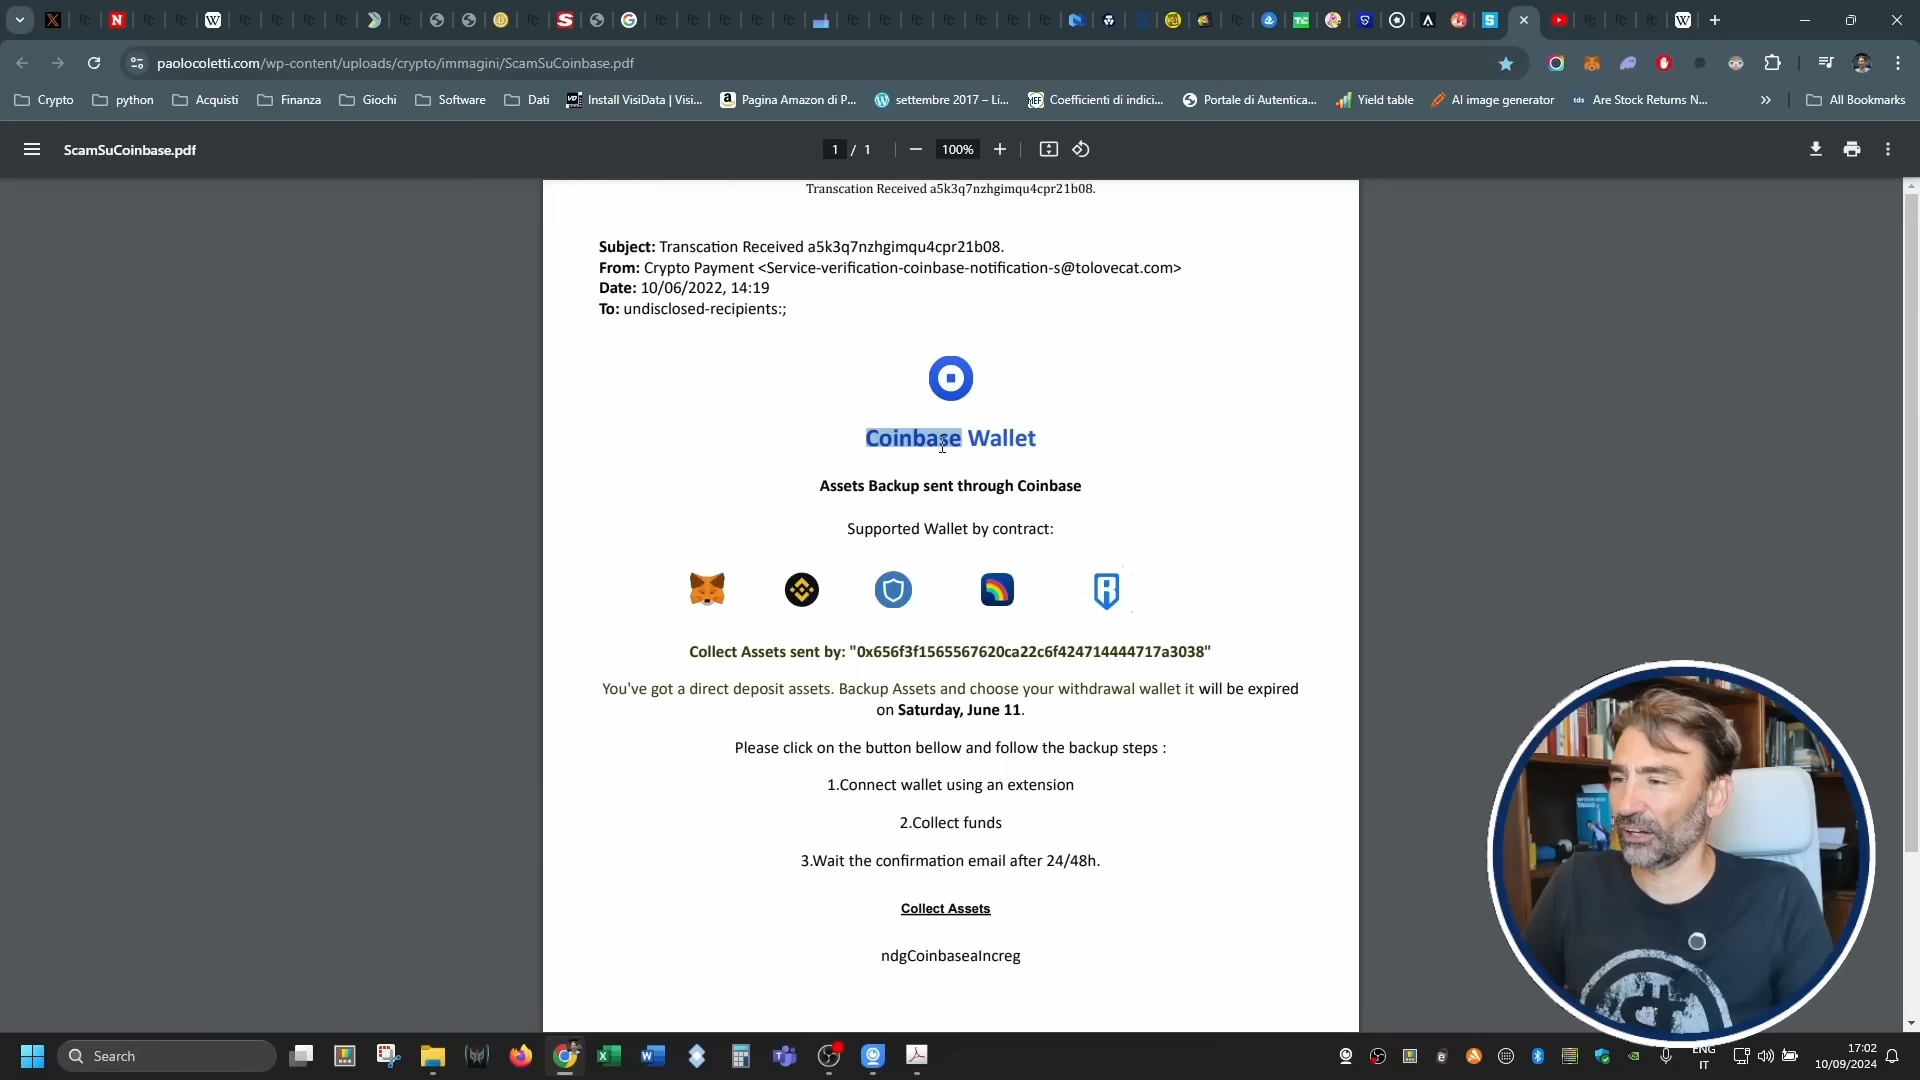 paolocoletti.com/wp-content/uploads/crypto/immagini/ScamSuCoinbase.pdf
Crypto
python
Acquisti
Finanza
Giochi
Software
Dati
Install VisiData | Visi...
Pagina Amazon di P...
settembre 2017 – Li...
Coefficienti di indici...
Portale di Autentica...
Yield table
AI image generator
Are Stock Returns N...
All Bookmarks
ScamSuCoinbase.pdf
1 / 1
100%
Transcation Received a5k3q7nzhgimqu4cpr21b08.
Subject: Transcation Received a5k3q7nzhgimqu4cpr21b08.
From: Crypto Payment <Service-verification-coinbase-notification-s@tolovecat.com>
Date: 10/06/2022, 14:19
To: undisclosed-recipients:;
Coinbase Wallet
Assets Backup sent through Coinbase
Supported Wallet by contract:
Collect Assets sent by: "0x656f3f1565567620ca22c6f424714444717a3038"
You've got a direct deposit assets. Backup Assets and choose your withdrawal wallet it will be expired
on Saturday, June 11.
Please click on the button bellow and follow the backup steps :
1.Connect wallet using an extension
2.Collect funds
3.Wait the confirmation email after 24/48h.
Collect Assets
ndgCoinbaseaIncreg
Search
ENG
IT
17:02
10/09/2024